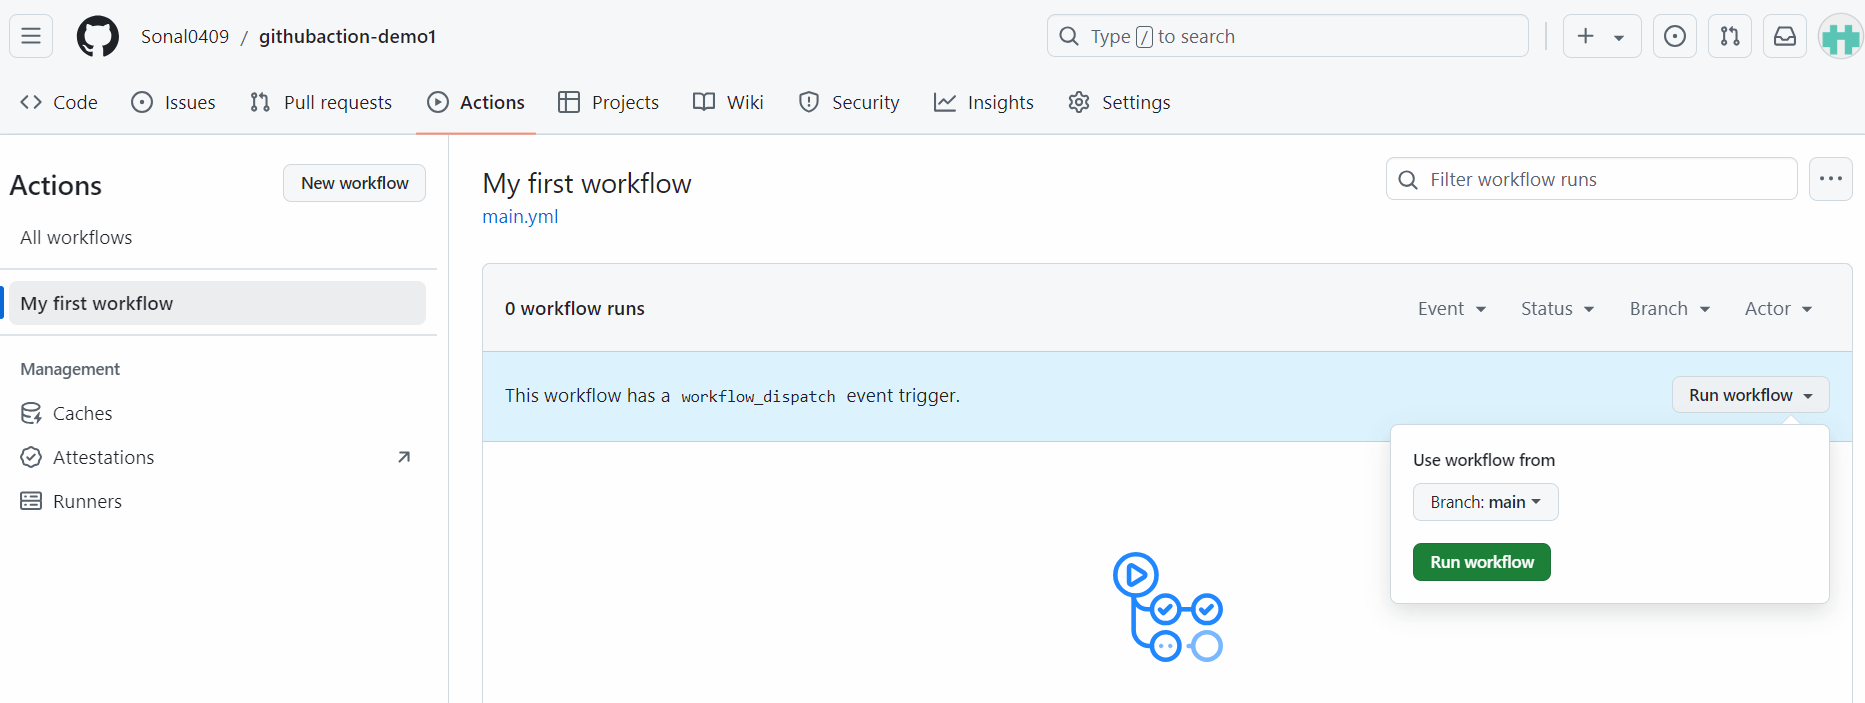 Sonal0409 / githubaction-demo1
Type / to search
Code Issues Pull requests Actions Projects Wiki Security Insights Settings
Actions
New workflow
All workflows
My first workflow
Management
Caches
Attestations
Runners
My first workflow
main.yml
Filter workflow runs
0 workflow runs
Event Status Branch Actor
This workflow has a workflow_dispatch event trigger.
Run workflow
Use workflow from
Branch: main
Run workflow